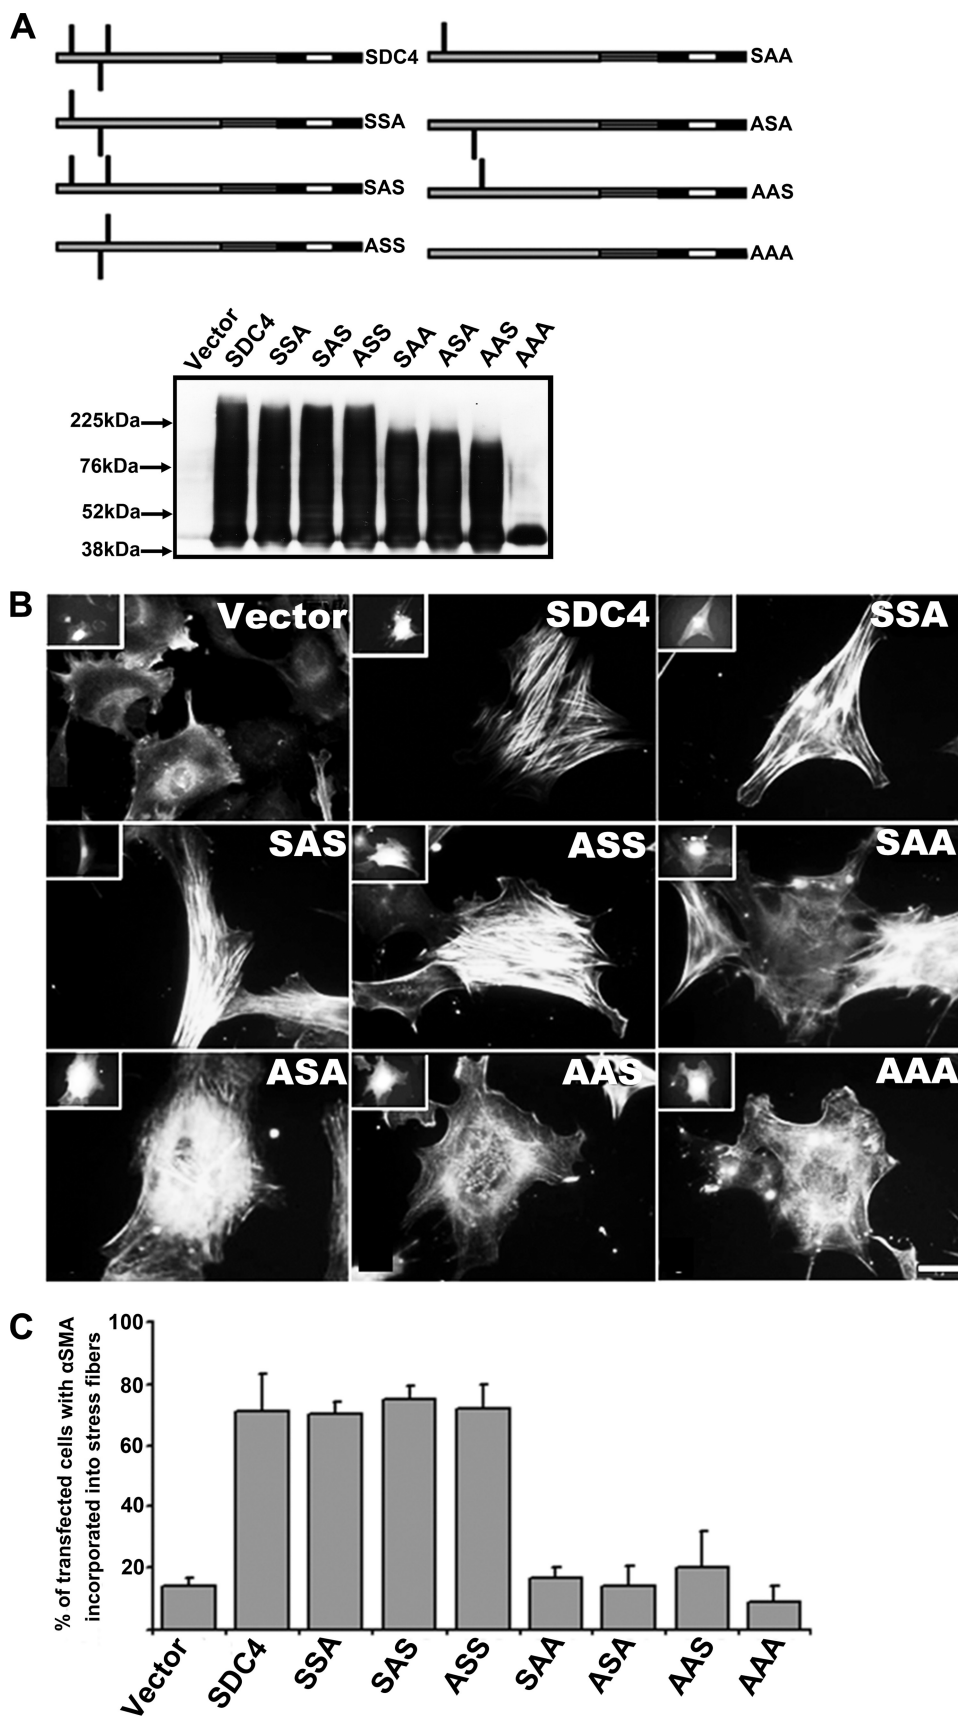 A
SDC4
SAA
SSA
ASA
SAS
AAS
ASS
AAA
Vector
SDC4
SSA
SAS
ASS
SAA
ASA
AAS
AAA
225kDa
76kDa
52kDa
38kDa
B
Vector
SDC4
SSA
SAS
ASS
SAA
ASA
AAS
AAA
C
% of transfected cells with αSMA
incorporated into stress fibers
100
80
60
40
20
Vector
SDC4
SSA
SAS
ASS
SAA
ASA
AAS
AAA